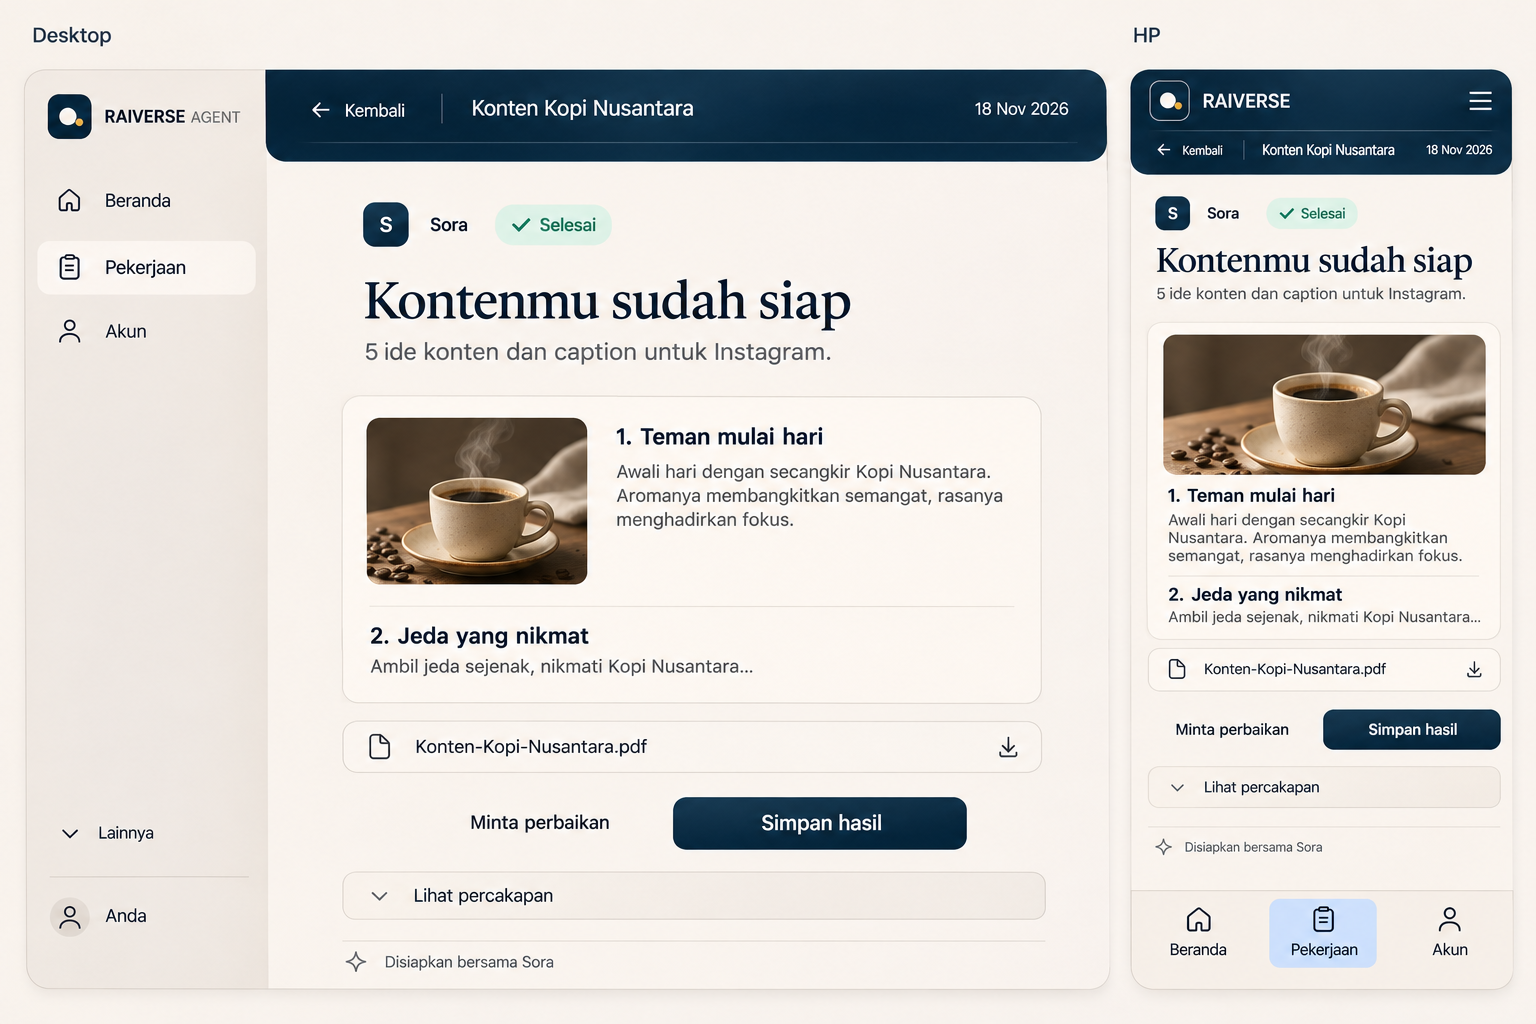 Desktop
RAIVERSE AGENT
Beranda
Pekerjaan
Akun
Lainnya
Anda
Kembali
Konten Kopi Nusantara
18 Nov 2026
S
Sora
Selesai
Kontenmu sudah siap
5 ide konten dan caption untuk Instagram.
1. Teman mulai hari
Awali hari dengan secangkir Kopi Nusantara.
Aromanya membangkitkan semangat, rasanya
menghadirkan fokus.
2. Jeda yang nikmat
Ambil jeda sejenak, nikmati Kopi Nusantara...
Konten-Kopi-Nusantara.pdf
Minta perbaikan
Simpan hasil
Lihat percakapan
Disiapkan bersama Sora
HP
RAIVERSE
Kembali
Konten Kopi Nusantara
18 Nov 2026
S
Sora
Selesai
Kontenmu sudah siap
5 ide konten dan caption untuk Instagram.
1. Teman mulai hari
Awali hari dengan secangkir Kopi
Nusantara. Aromanya membangkitkan
semangat, rasanya menghadirkan fokus.
2. Jeda yang nikmat
Ambil jeda sejenak, nikmati Kopi Nusantara...
Konten-Kopi-Nusantara.pdf
Minta perbaikan
Simpan hasil
Lihat percakapan
Disiapkan bersama Sora
Beranda
Pekerjaan
Akun